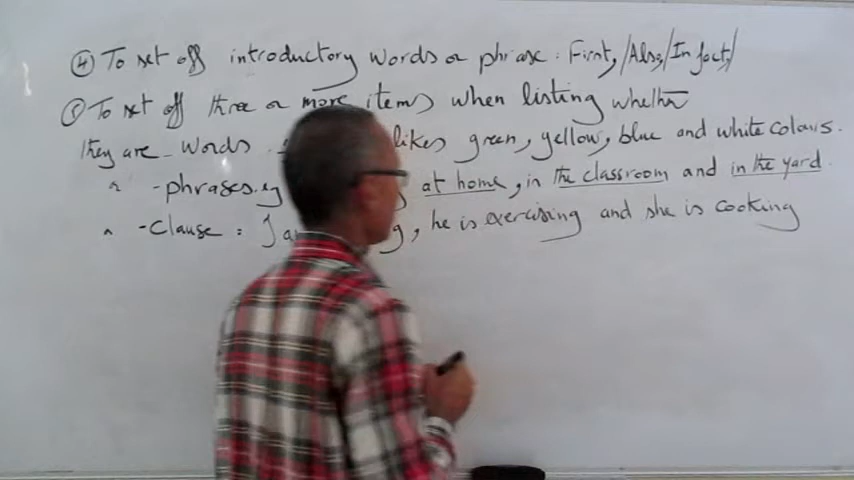 ④ To set off introductory words or phrase : First, /Also, /In fact,/
⑤ To set off three or more items when listing whether
they are - words likes green, yellow, blue and white colours.
" - phrases. eg at home, in the classroom and in the yard.
" - Clause : I a g, he is exercising and she is cooking